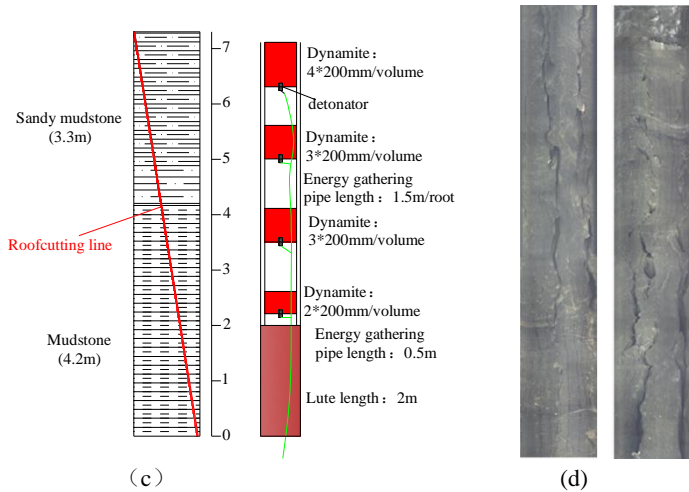 Sandy mudstone
(3.3m)
Roofcutting line
Mudstone
(4.2m)
7
6
5
4
3
2
1
0
Dynamite：
4*200mm/volume
detonator
Dynamite：
3*200mm/volume
Energy gathering
pipe length：1.5m/root
Dynamite：
3*200mm/volume
Dynamite：
2*200mm/volume
Energy gathering
pipe length：0.5m
Lute length：2m
（c）
(d)